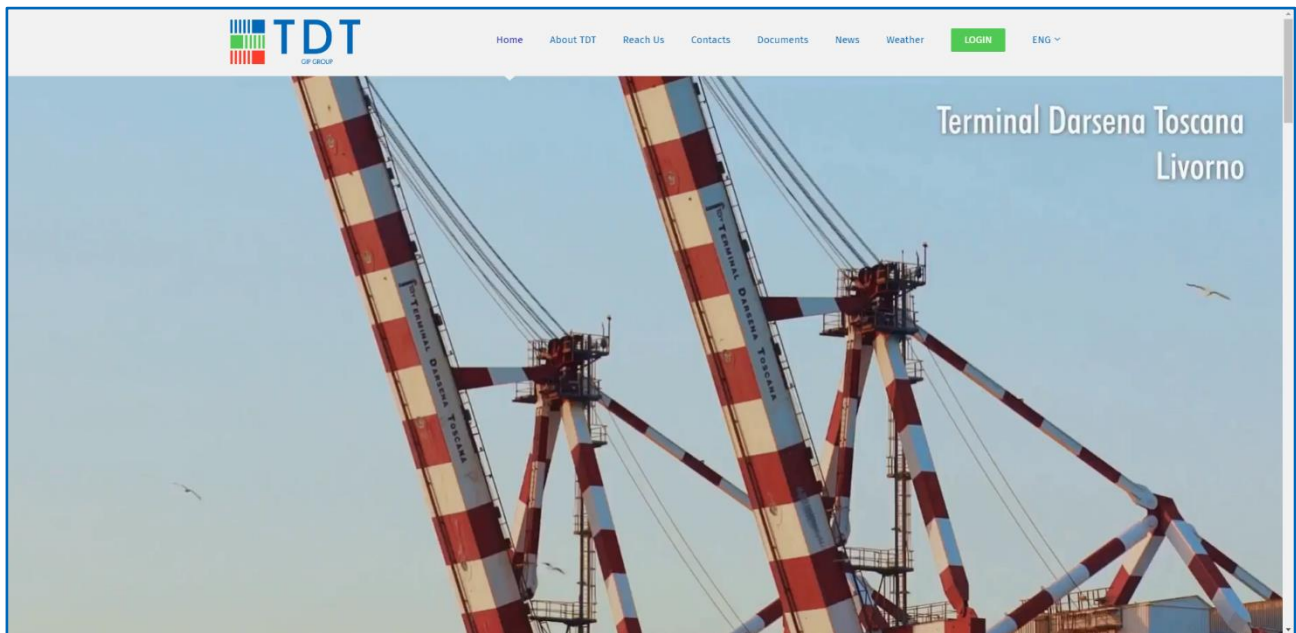 TDT
GIP GROUP
Home About TDT Reach Us Contacts Documents News Weather LOGIN ENG
Terminal Darsena Toscana
Livorno
TERMINAL DARSENA TOSCANA
TERMINAL DARSENA TOSCANA